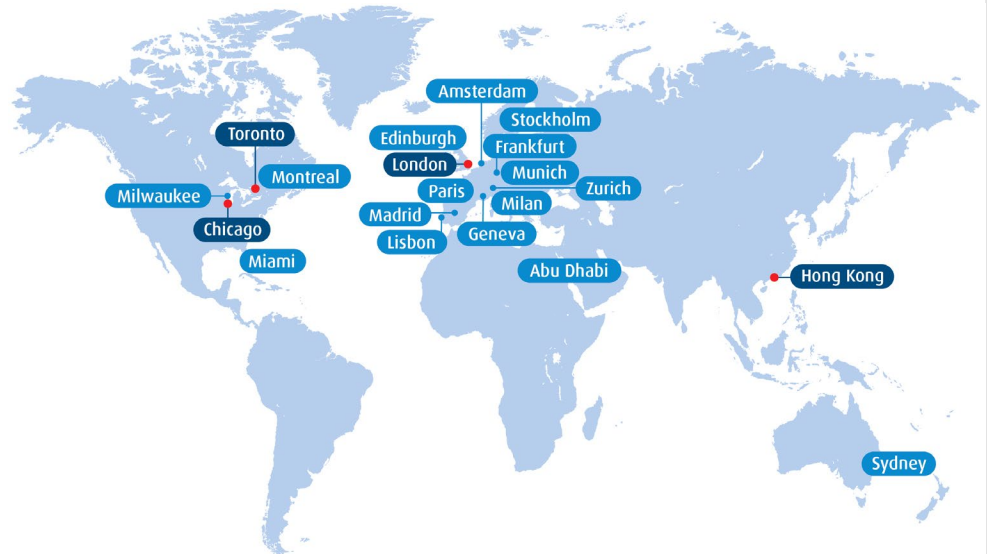 Amsterdam
Stockholm
Toronto
Edinburgh
Frankfurt
London
Munich
Montreal
Zurich
Paris
Milwaukee
Milan
Madrid
Chicago
Geneva
Lisbon
Miami
Abu Dhabi
Hong Kong
Sydney